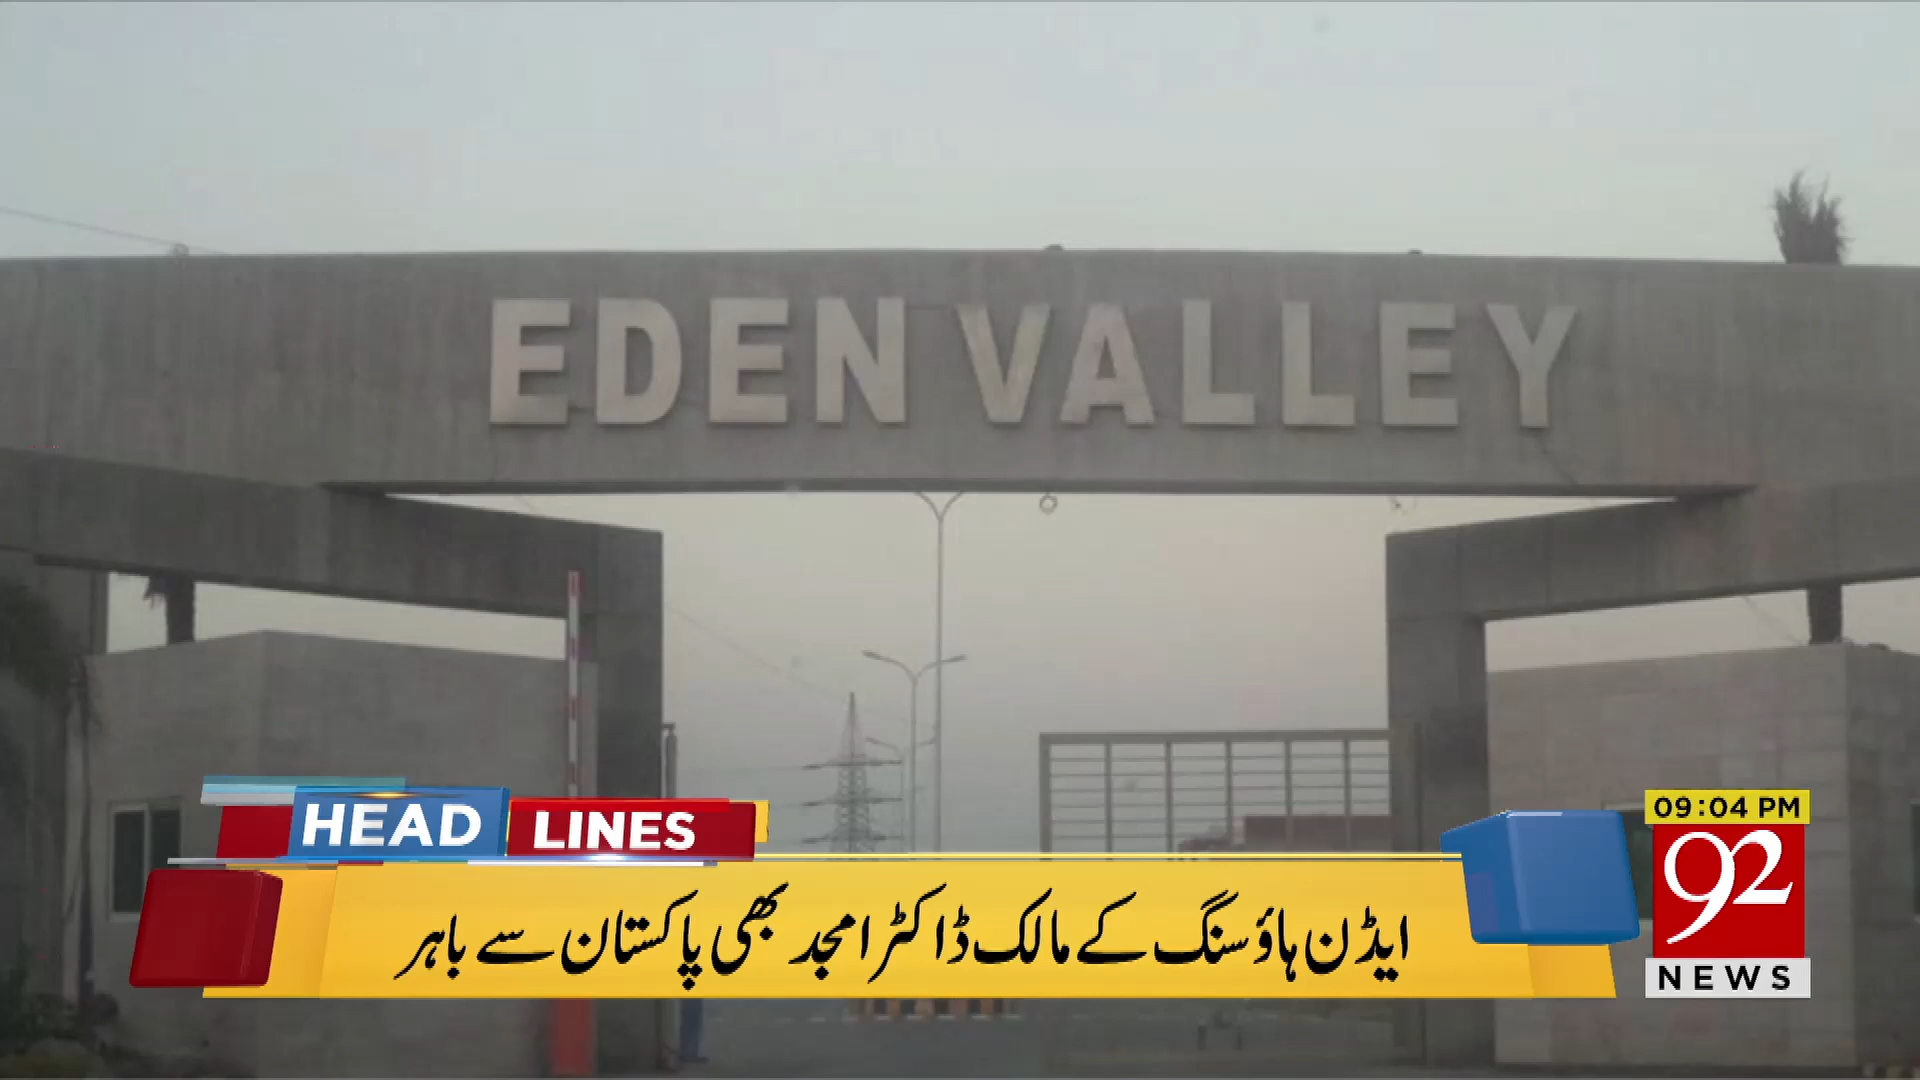 EDEN VALLEY
HEAD LINES
ایڈن ہاؤسنگ کے مالک ڈاکٹر امجد بھی پاکستان سے باہر
09:04 PM
92
NEWS